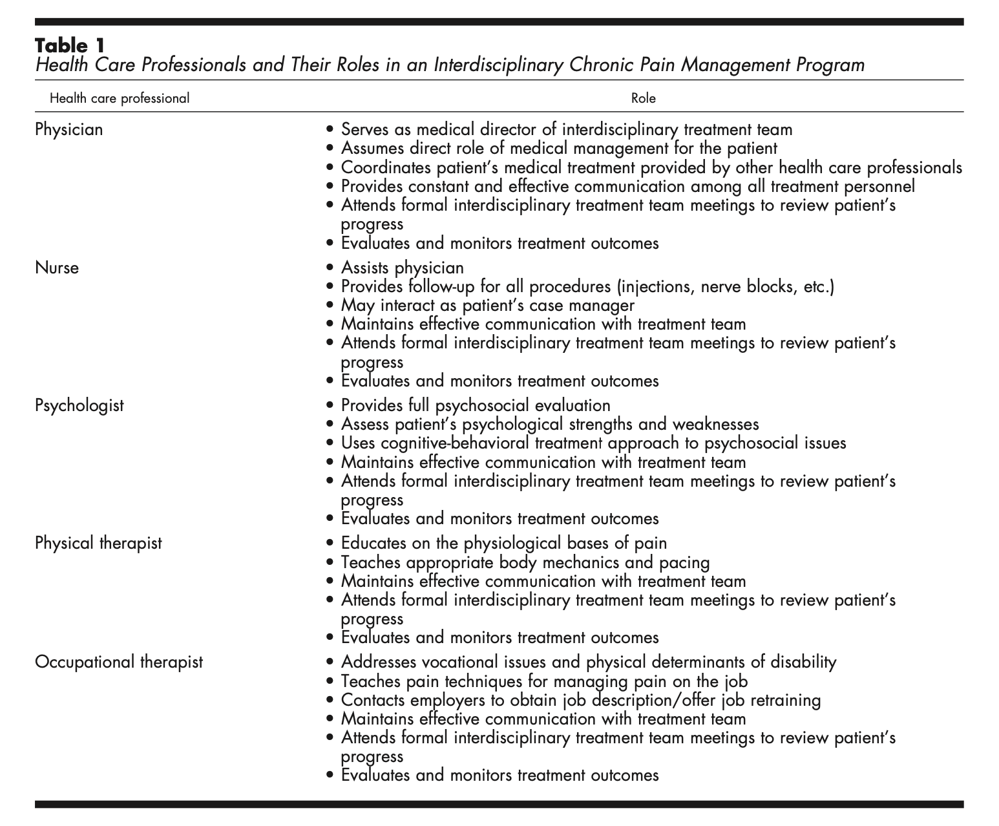 Table 1
Health Care Professionals and Their Roles in an Interdisciplinary Chronic Pain Management Program
Health care professional Role
Physician • Serves as medical director of interdisciplinary treatment team
• Assumes direct role of medical management for the patient
• Coordinates patient's medical treatment provided by other health care professionals
• Provides constant and effective communication among all treatment personnel
• Attends formal interdisciplinary treatment team meetings to review patient's
progress
• Evaluates and monitors treatment outcomes
Nurse • Assists physician
• Provides follow-up for all procedures (injections, nerve blocks, etc.)
• May interact as patient's case manager
• Maintains effective communication with treatment team
• Attends formal interdisciplinary treatment team meetings to review patient's
progress
• Evaluates and monitors treatment outcomes
Psychologist • Provides full psychosocial evaluation
• Assess patient's psychological strengths and weaknesses
• Uses cognitive-behavioral treatment approach to psychosocial issues
• Maintains effective communication with treatment team
• Attends formal interdisciplinary treatment team meetings to review patient's
progress
• Evaluates and monitors treatment outcomes
Physical therapist • Educates on the physiological bases of pain
• Teaches appropriate body mechanics and pacing
• Maintains effective communication with treatment team
• Attends formal interdisciplinary treatment team meetings to review patient's
progress
• Evaluates and monitors treatment outcomes
Occupational therapist • Addresses vocational issues and physical determinants of disability
• Teaches pain techniques for managing pain on the job
• Contacts employers to obtain job description/offer job retraining
• Maintains effective communication with treatment team
• Attends formal interdisciplinary treatment team meetings to review patient's
progress
• Evaluates and monitors treatment outcomes